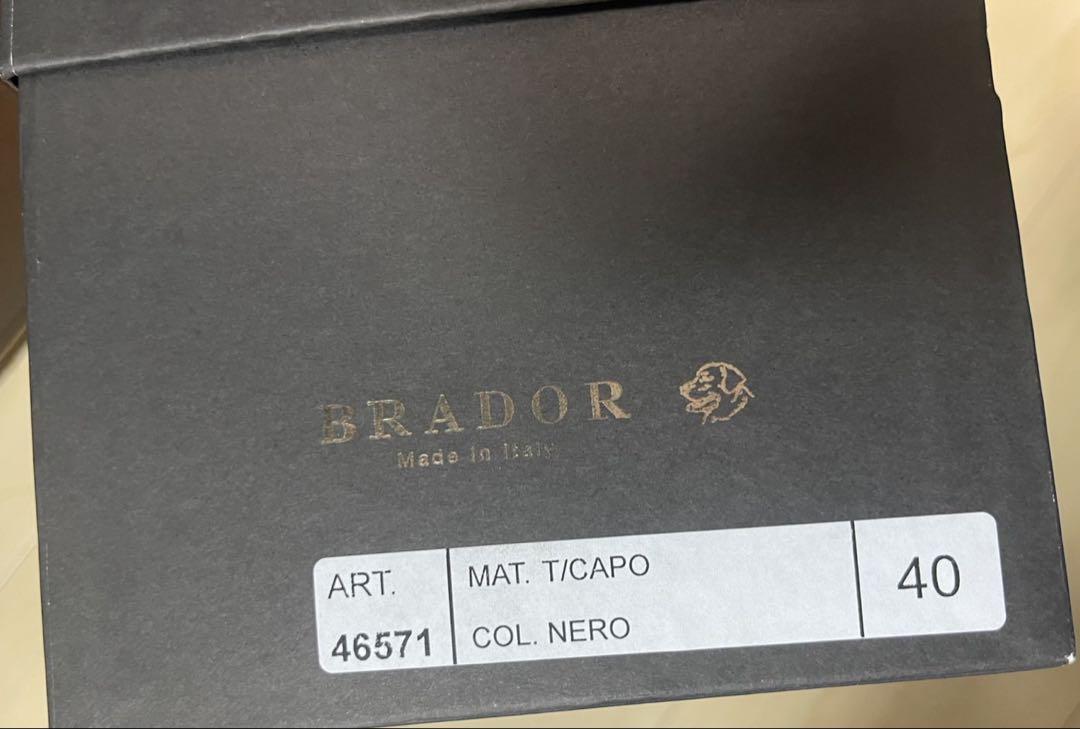 BRADOR
Made in Italy
ART.
46571
MAT. T/CAPO
COL. NERO
40